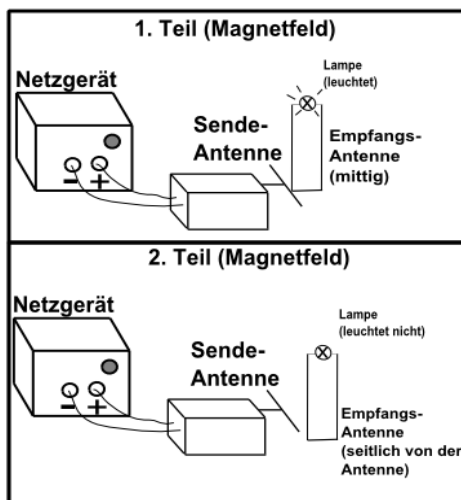 1. Teil (Magnetfeld)
Netzgerät
Lampe
(leuchtet)
Sende-
Antenne
Empfangs-
Antenne
(mittig)
- +
2. Teil (Magnetfeld)
Netzgerät
Lampe
(leuchtet nicht)
Sende-
Antenne
Empfangs-
Antenne
(seitlich von der
Antenne)
- +